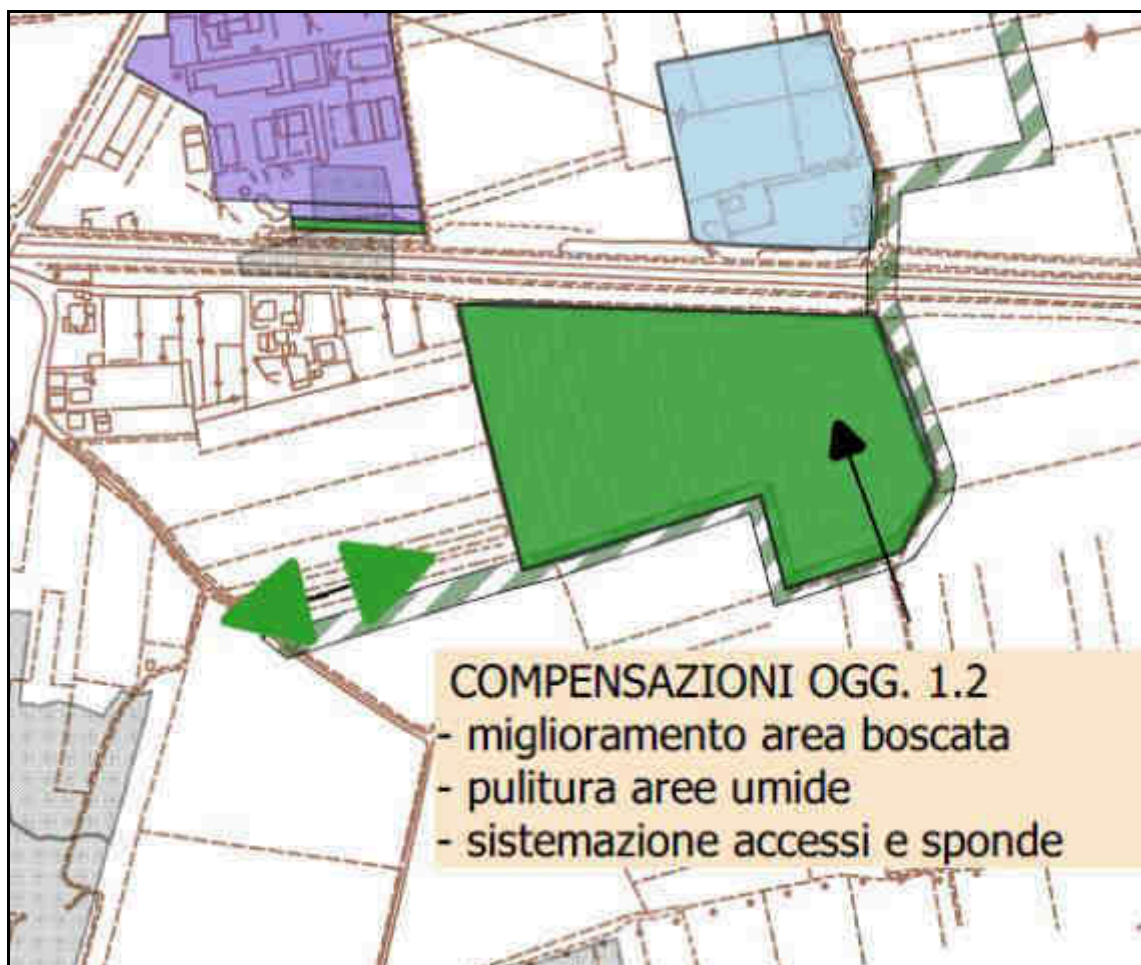 COMPENSAZIONI OGG. 1.2
- miglioramento area boscata
- pulitura aree umide
- sistemazione accessi e sponde